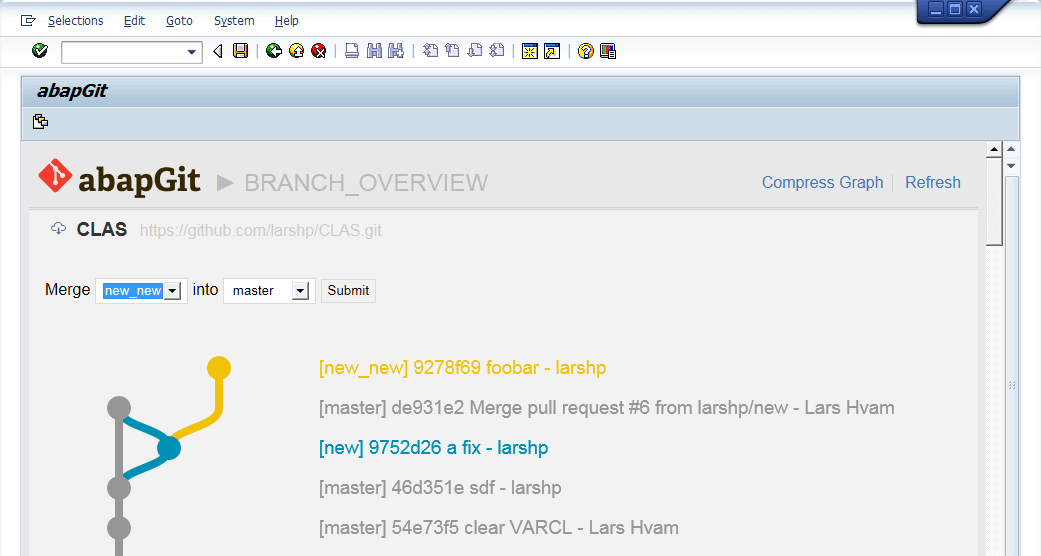 Selections Edit Goto System Help
abapGit
abapGit ► BRANCH_OVERVIEW Compress Graph Refresh
CLAS https://github.com/larshp/CLAS.git
Merge new_new into master Submit
[new_new] 9278f69 foobar - larshp
[master] de931e2 Merge pull request #6 from larshp/new - Lars Hvam
[new] 9752d26 a fix - larshp
[master] 46d351e sdf - larshp
[master] 54e73f5 clear VARCL - Lars Hvam